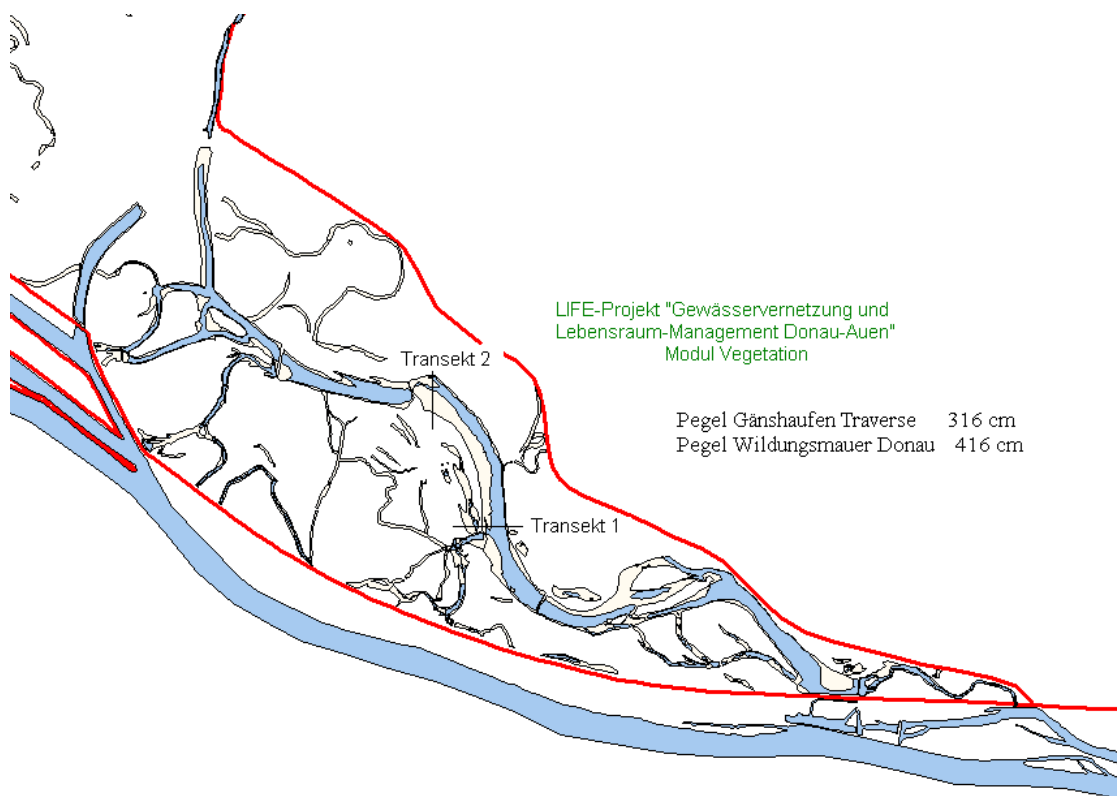 LIFE-Projekt "Gewässervernetzung und
Lebensraum-Management Donau-Auen"
Modul Vegetation
Transekt 2
Pegel Gänshaufen Traverse 316 cm
Pegel Wildungsmauer Donau 416 cm
Transekt 1